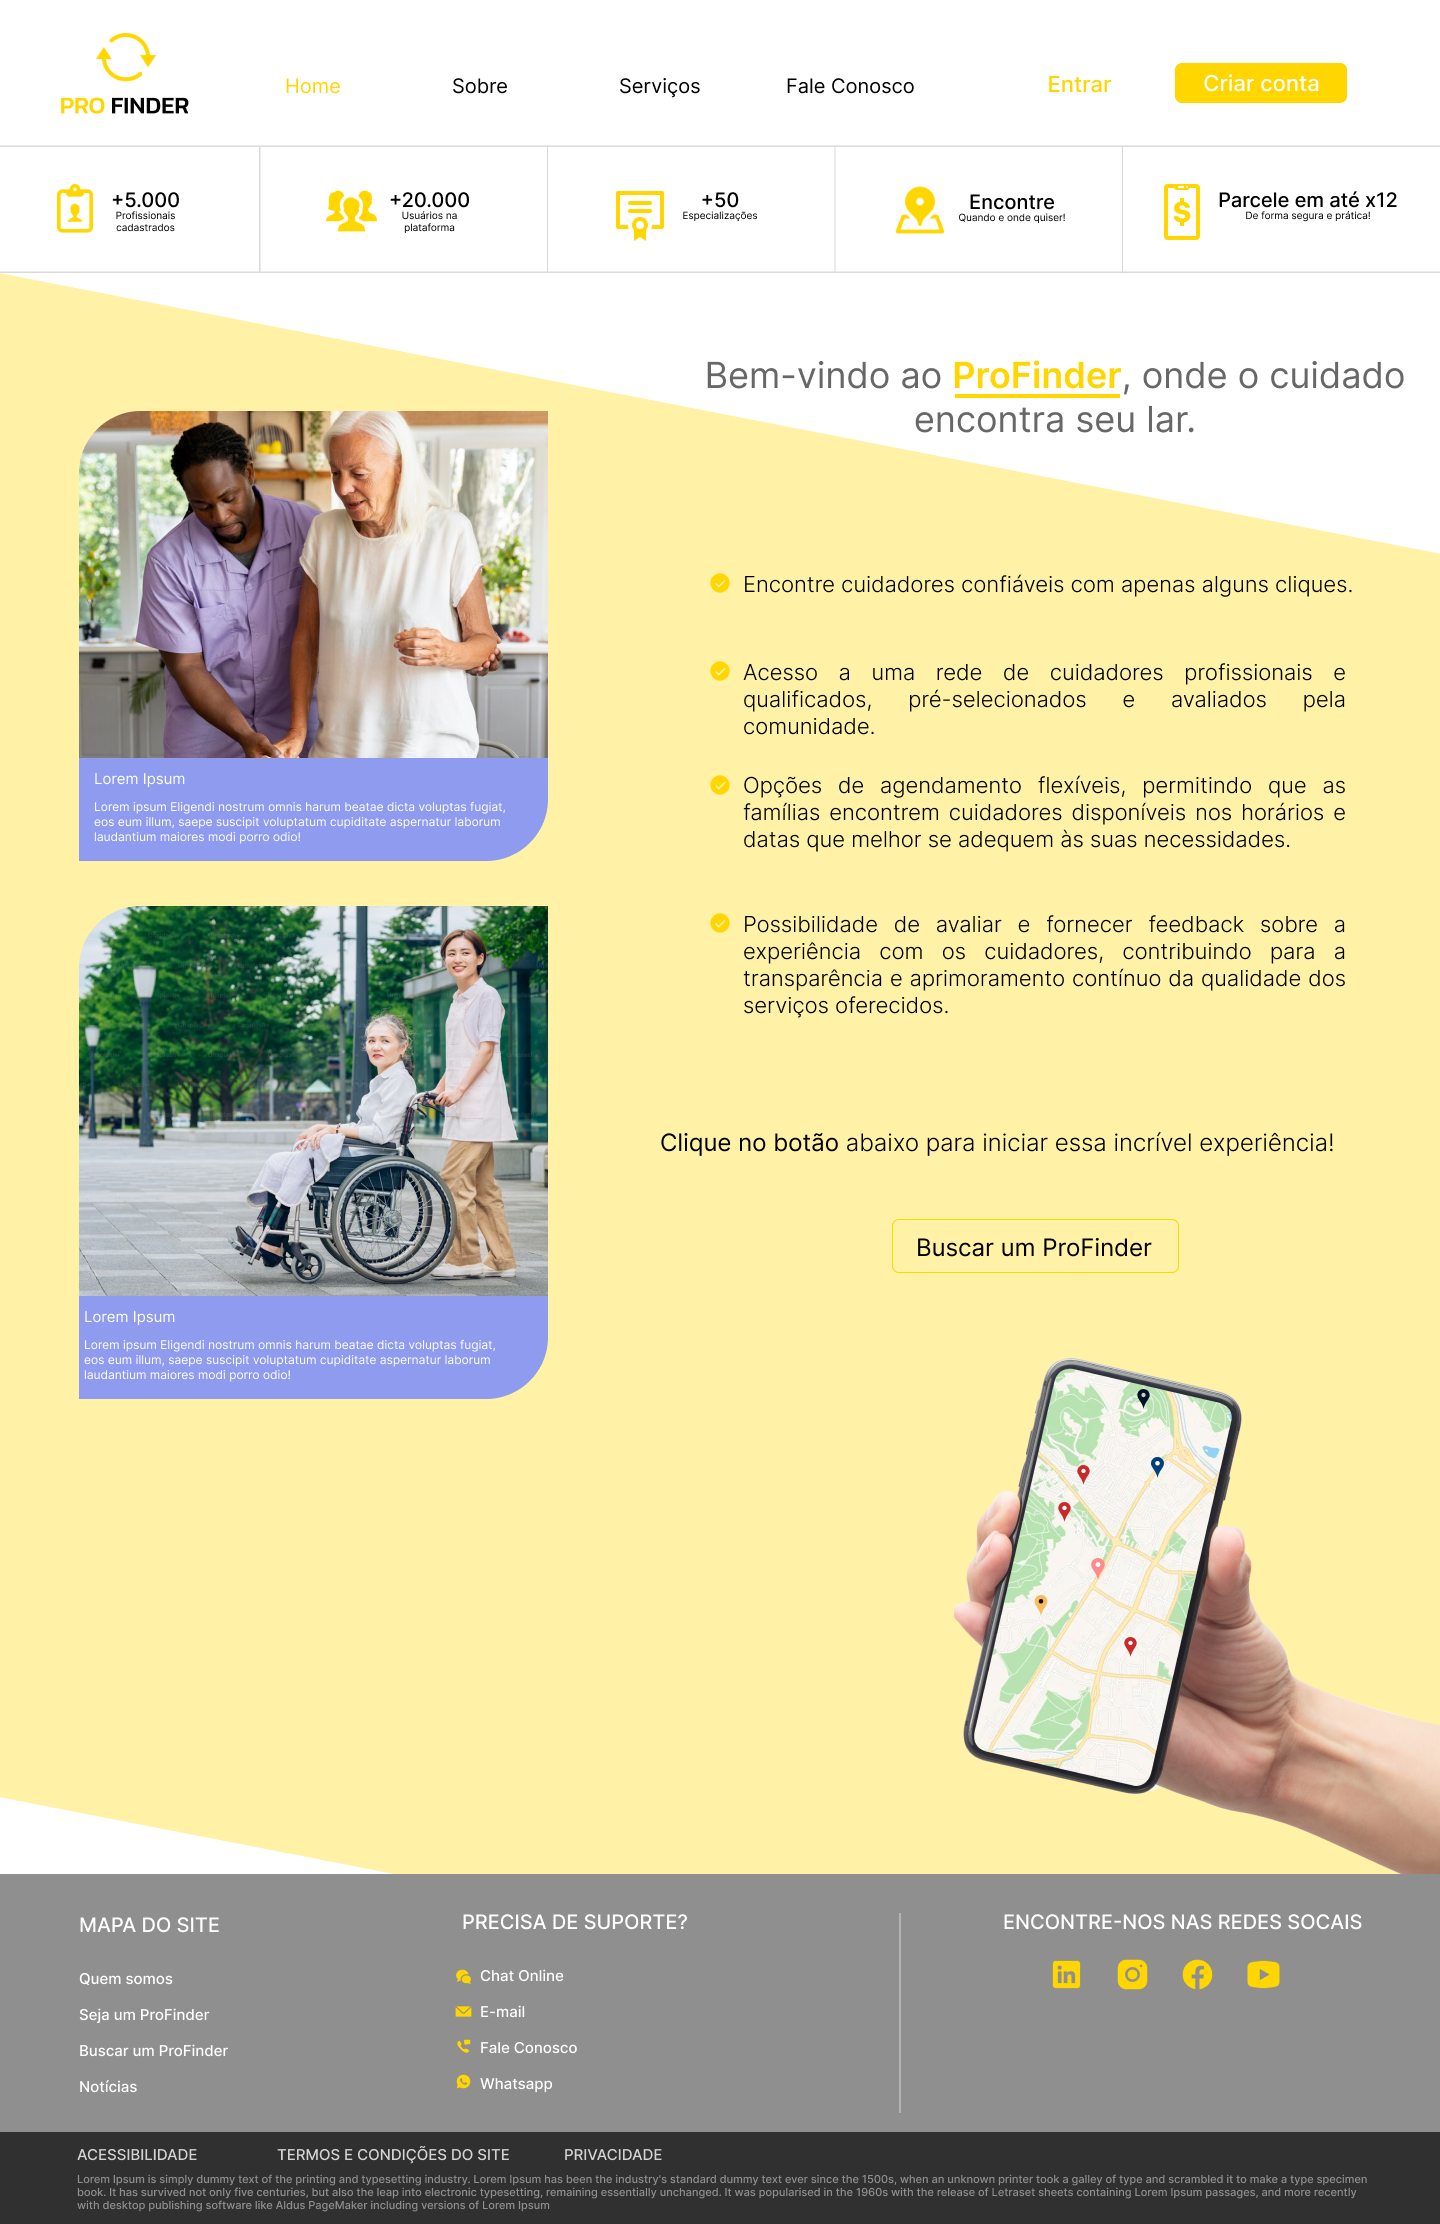 PRO FINDER
Home
Sobre
Serviços
Fale Conosco
Entrar
Criar conta
+5.000
Profissionais
cadastrados
+20.000
Usuários na
plataforma
+50
Especializações
Encontre
Quando e onde quiser!
Parcele em até x12
De forma segura e prática!
Bem-vindo ao ProFinder, onde o cuidado
encontra seu lar.
Lorem Ipsum
Lorem ipsum Eligendi nostrum omnis harum beatae dicta voluptas fugiat,
eos eum illum, saepe suscipit voluptatum cupiditate aspernatur laborum
laudantium maiores modi porro odio!
Lorem Ipsum
Lorem ipsum Eligendi nostrum omnis harum beatae dicta voluptas fugiat,
eos eum illum, saepe suscipit voluptatum cupiditate aspernatur laborum
laudantium maiores modi porro odio!
Encontre cuidadores confiáveis com apenas alguns cliques.
Acesso a uma rede de cuidadores profissionais e
qualificados, pré-selecionados e avaliados pela
comunidade.
Opções de agendamento flexíveis, permitindo que as
famílias encontrem cuidadores disponíveis nos horários e
datas que melhor se adequem às suas necessidades.
Possibilidade de avaliar e fornecer feedback sobre a
experiência com os cuidadores, contribuindo para a
transparência e aprimoramento contínuo da qualidade dos
serviços oferecidos.
Clique no botão abaixo para iniciar essa incrível experiência!
Buscar um ProFinder
MAPA DO SITE
Quem somos
Seja um ProFinder
Buscar um ProFinder
Notícias
PRECISA DE SUPORTE?
Chat Online
E-mail
Fale Conosco
Whatsapp
ENCONTRE-NOS NAS REDES SOCAIS
ACESSIBILIDADE
TERMOS E CONDIÇÕES DO SITE
PRIVACIDADE
Lorem Ipsum is simply dummy text of the printing and typesetting industry. Lorem Ipsum has been the industry's standard dummy text ever since the 1500s, when an unknown printer took a galley of type and scrambled it to make a type specimen
book. It has survived not only five centuries, but also the leap into electronic typesetting, remaining essentially unchanged. It was popularised in the 1960s with the release of Letraset sheets containing Lorem Ipsum passages, and more recently
with desktop publishing software like Aldus PageMaker including versions of Lorem Ipsum